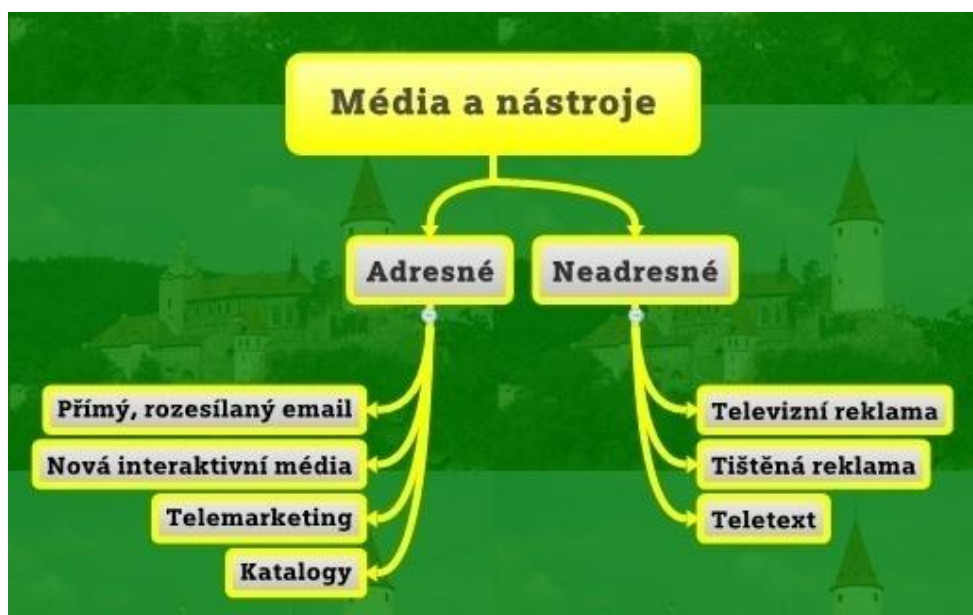 Média a nástroje
Adresné
Neadresné
Přímý, rozesílaný email
Nová interaktivní média
Telemarketing
Katalogy
Televizní reklama
Tištěná reklama
Teletext